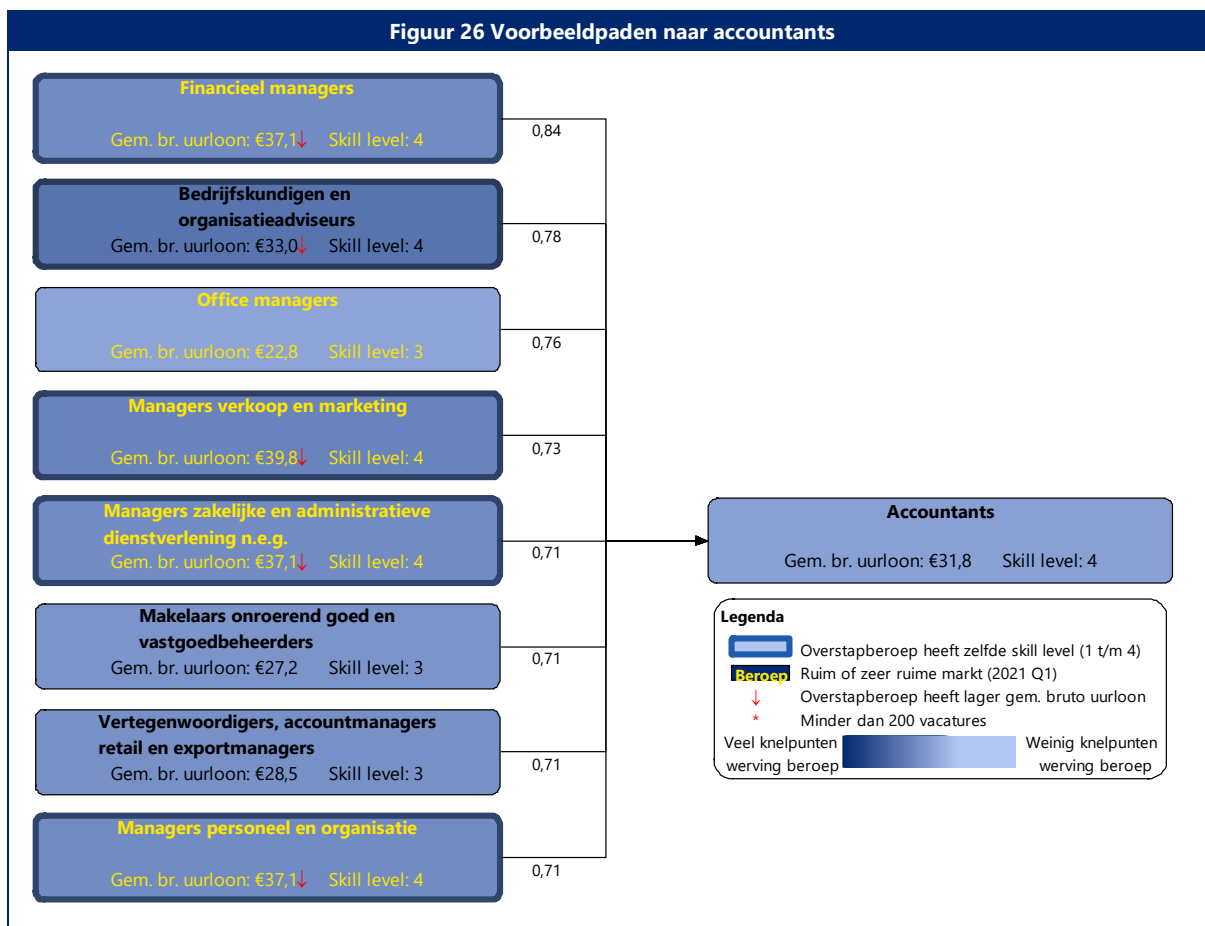 Figuur 26 Voorbeeldpaden naar accountants
Financieel managers
Gem. br. uurloon: €37,1↓ Skill level: 4
0,84
Bedrijfskundigen en
organisatieadviseurs
Gem. br. uurloon: €33,0↓ Skill level: 4
0,78
Office managers
Gem. br. uurloon: €22,8 Skill level: 3
0,76
Managers verkoop en marketing
Gem. br. uurloon: €39,8↓ Skill level: 4
0,73
Managers zakelijke en administratieve
dienstverlening n.e.g.
Gem. br. uurloon: €37,1↓ Skill level: 4
0,71
Makelaars onroerend goed en
vastgoedbeheerders
Gem. br. uurloon: €27,2 Skill level: 3
0,71
Vertegenwoordigers, accountmanagers
retail en exportmanagers
Gem. br. uurloon: €28,5 Skill level: 3
0,71
Managers personeel en organisatie
Gem. br. uurloon: €37,1↓ Skill level: 4
0,71
Accountants
Gem. br. uurloon: €31,8 Skill level: 4
Legenda
Overstapberoep heeft zelfde skill level (1 t/m 4)
Beroep Ruim of zeer ruime markt (2021 Q1)
↓ Overstapberoep heeft lager gem. bruto uurloon
* Minder dan 200 vacatures
Veel knelpunten
werving beroep
Weinig knelpunten
werving beroep